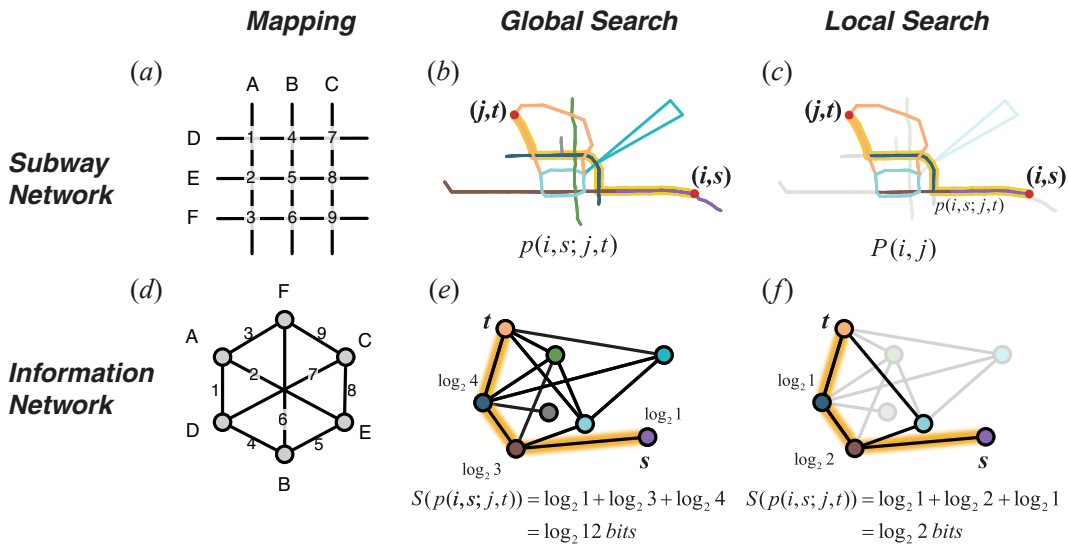 Mapping
Global Search
Local Search
Subway Network
(a)
A B C
D
E
F
1 4 7
2 5 8
3 6 9
(b)
(j,t)
(i,s)
p(i,s; j,t)
(c)
(j,t)
(i,s)
p(i,s; j,t)
P(i, j)
Information Network
(d)
F
A
C
D
E
B
3
9
2
7
1
8
6
4
5
(e)
t
log₂ 4
log₂ 1
log₂ 3
s
S(p(i,s; j,t)) = log₂ 1 + log₂ 3 + log₂ 4
= log₂ 12 bits
(f)
t
log₂ 1
log₂ 2
s
S(p(i,s; j,t)) = log₂ 1 + log₂ 2 + log₂ 1
= log₂ 2 bits